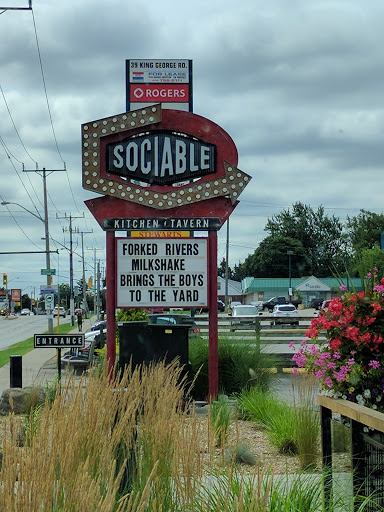 39 KING GEORGE RD.
FOR LEASE
ROGERS
SOCIABLE
KITCHEN + TAVERN
STEWARTS
FORKED RIVERS
MILKSHAKE
BRINGS THE BOYS
TO THE YARD
ENTRANCE